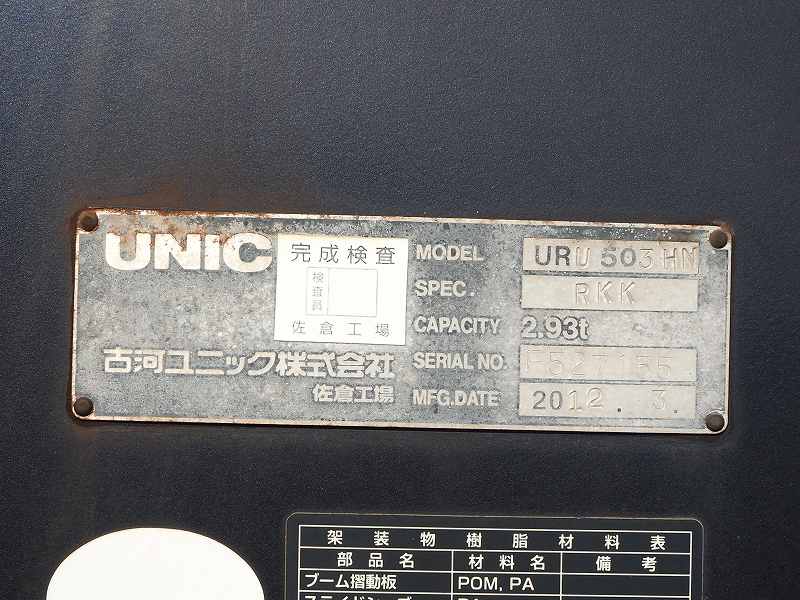 UNIC
完成検査
検査員
佐倉工場
古河ユニック株式会社
佐倉工場
MODEL URU503HN
SPEC. RKK
CAPACITY 2.93t
SERIAL NO.
MFG.DATE 2012.3.
架装物樹脂材料表
部品名 材料名 備考
ブーム摺動板 POM, PA